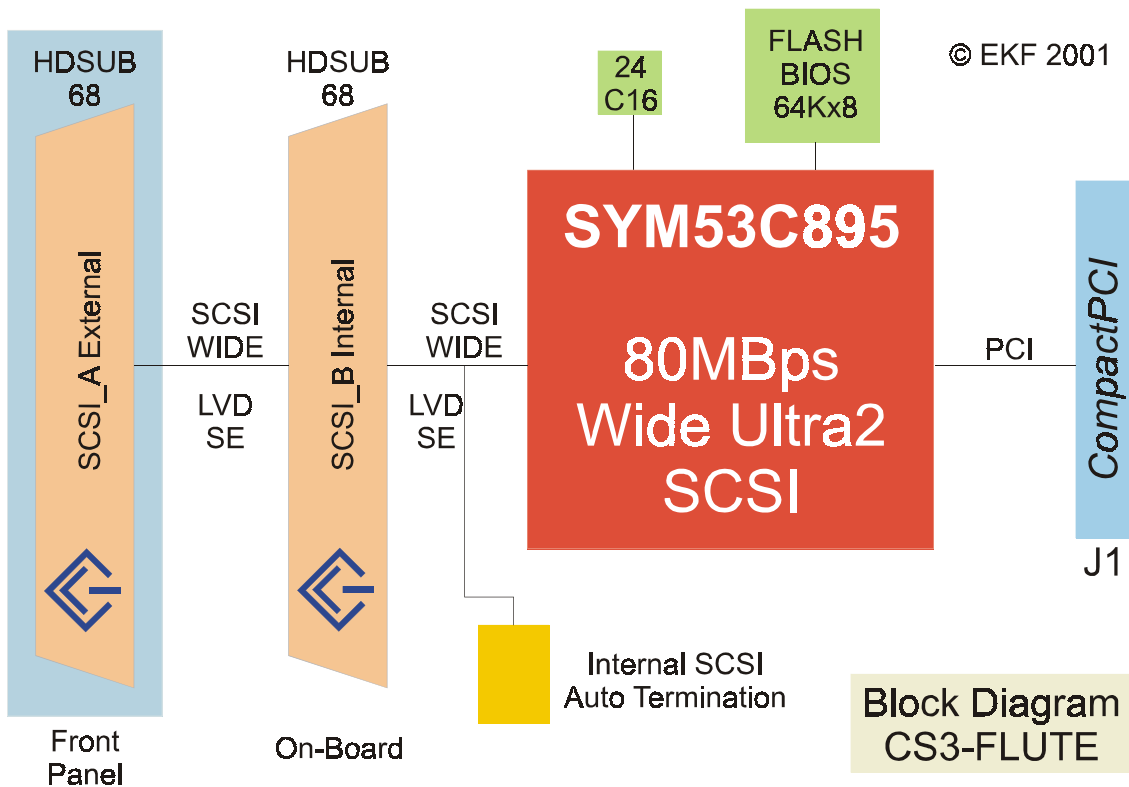 HDSUB
68
HDSUB
68
24
C16
FLASH
BIOS
64Kx8
© EKF 2001
SYM53C895
80MBps
Wide Ultra2
SCSI
SCSI_A External
SCSI
WIDE
LVD
SE
SCSI_B Internal
SCSI
WIDE
LVD
SE
PCI
CompactPCI
J1
Internal SCSI
Auto Termination
Front
Panel
On-Board
Block Diagram
CS3-FLUTE